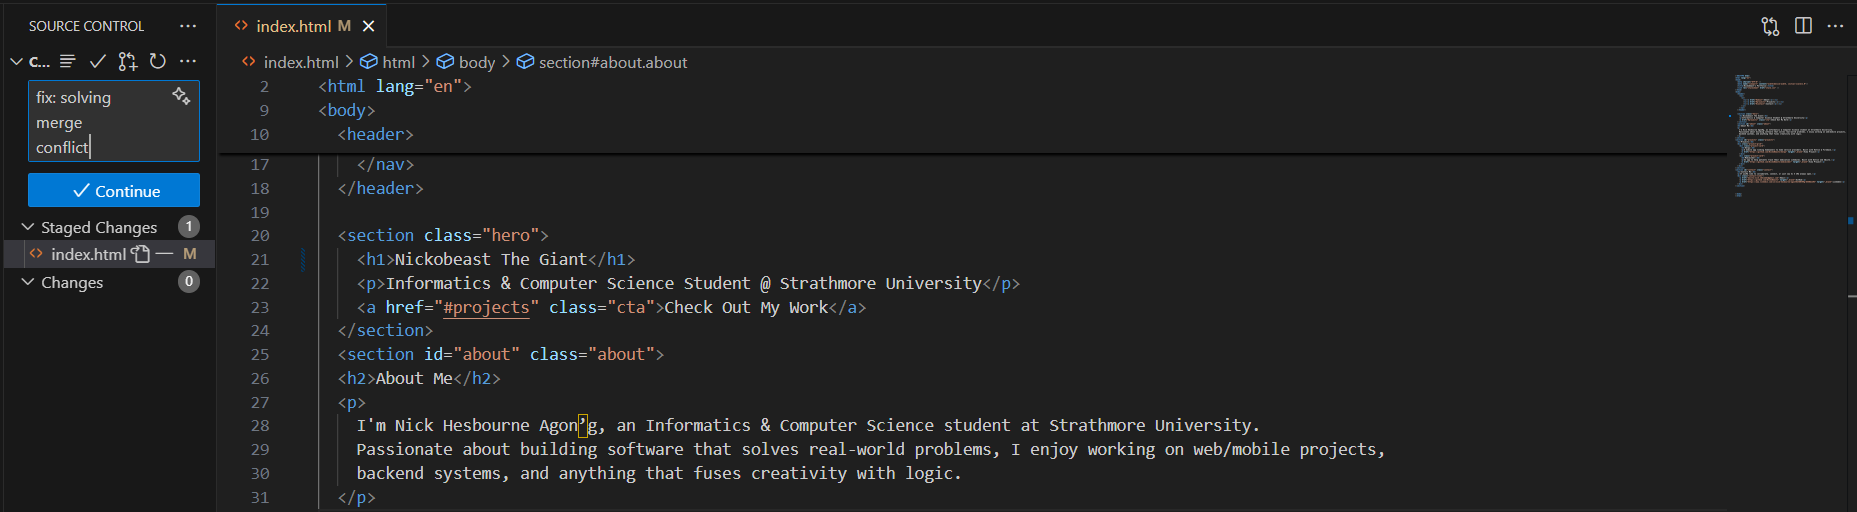 SOURCE CONTROL ···
C... ···
fix: solving
merge
conflict
Continue
Staged Changes 1
index.html M
Changes 0
<> index.html M
<> index.html > html > body > section#about.about
2 <html lang="en">
9 <body>
10 <header>
17 </nav>
18 </header>
19
20 <section class="hero">
21 <h1>Nickobeast The Giant</h1>
22 <p>Informatics & Computer Science Student @ Strathmore University</p>
23 <a href="#projects" class="cta">Check Out My Work</a>
24 </section>
25 <section id="about" class="about">
26 <h2>About Me</h2>
27 <p>
28 I'm Nick Hesbourne Agon’g, an Informatics & Computer Science student at Strathmore University.
29 Passionate about building software that solves real-world problems, I enjoy working on web/mobile projects,
30 backend systems, and anything that fuses creativity with logic.
31 </p>